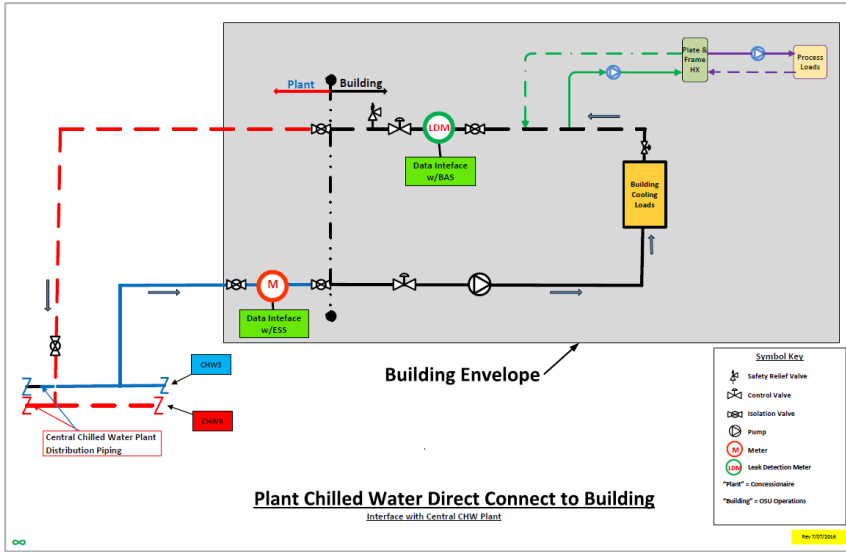 Plate &
Frame
HX
Process
Loads
Plant
Building
LDM
Data Inteface
w/BAS
Building
Cooling
Loads
M
Data Inteface
w/ESS
CHWS
CHWR
Central Chilled Water Plant
Distribution Piping
Building Envelope
Symbol Key
Safety Relief Valve
Control Valve
Isolation Valve
Pump
M
Meter
LDM
Leak Detection Meter
"Plant" = Concessionaire
"Building" = OSU Operations
Plant Chilled Water Direct Connect to Building
Interface with Central CHW Plant
Rev 7/07/2016